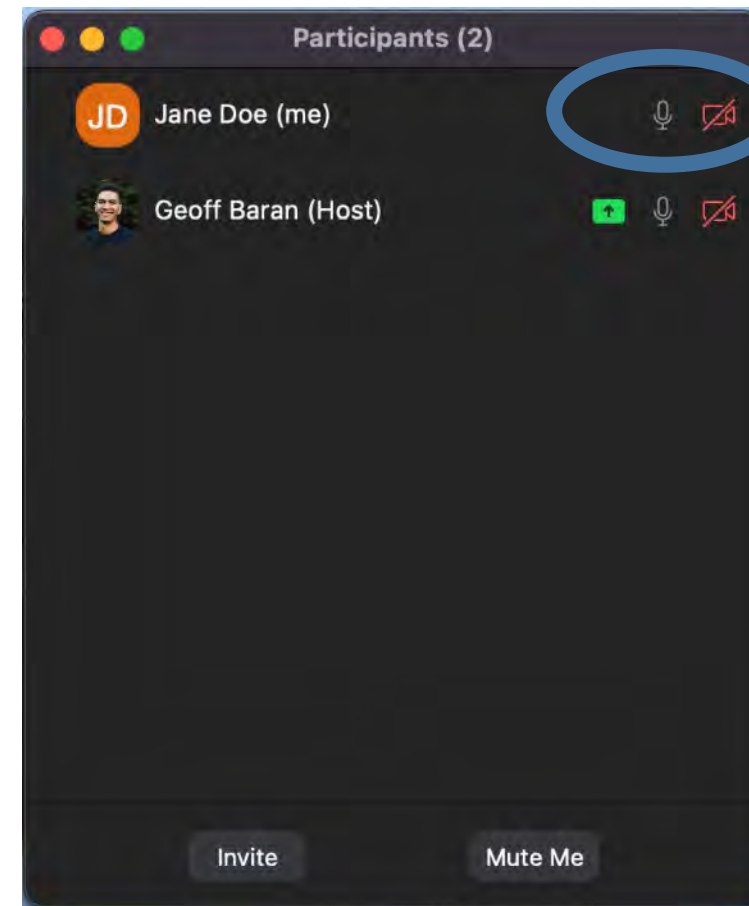 Participants (2)
JD Jane Doe (me)
Geoff Baran (Host)
Invite Mute Me